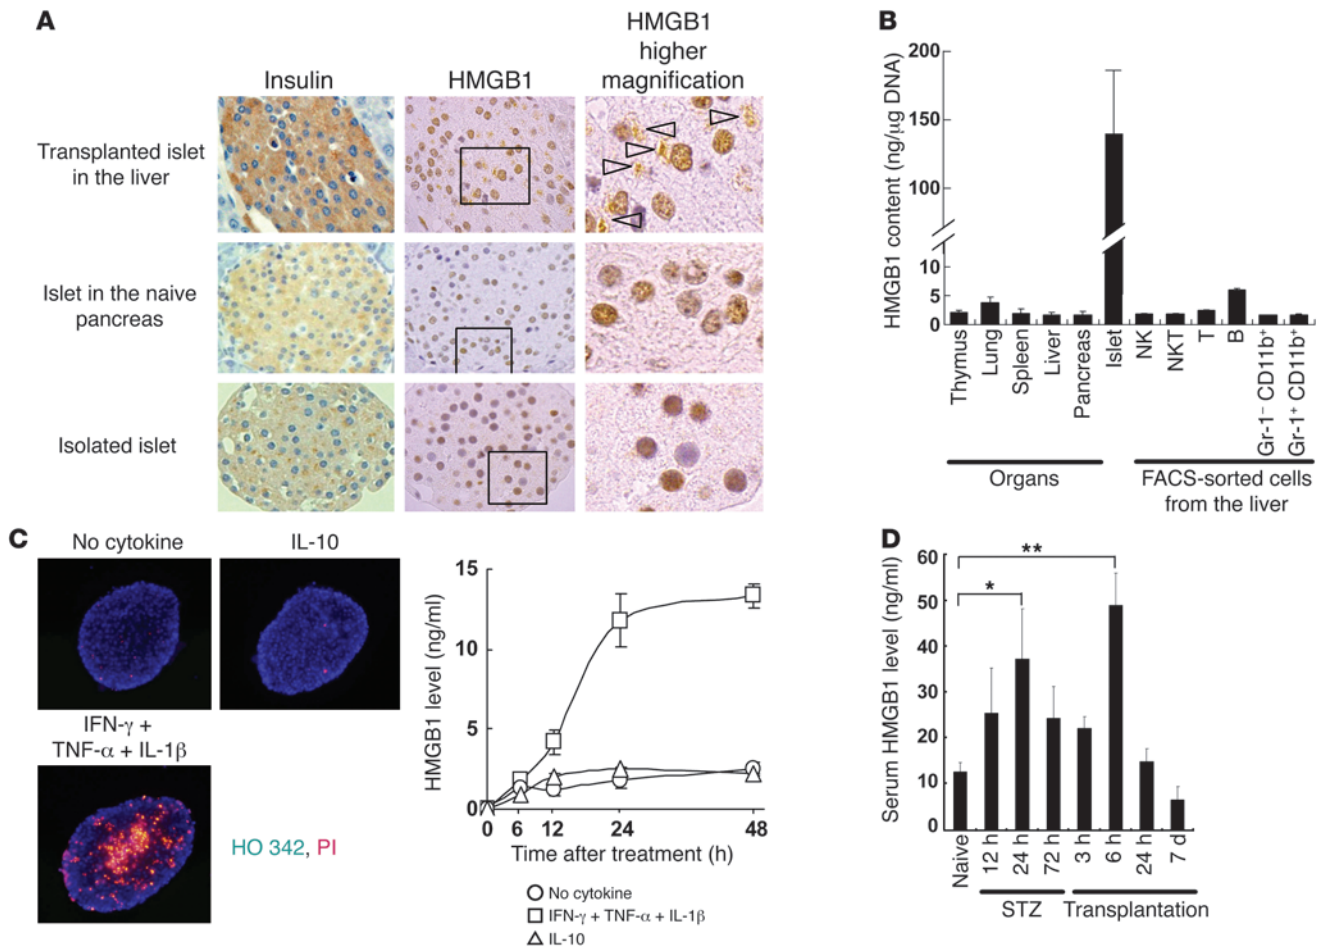 A
Insulin
HMGB1
HMGB1
higher
magnification
Transplanted islet
in the liver
Islet in the naive
pancreas
Isolated islet
B
HMGB1 content (ng/μg DNA)
200
150
100
10
5
0
Thymus
Lung
Spleen
Liver
Pancreas
Islet
NK
NKT
T
B
Gr-1⁻ CD11b⁺
Gr-1⁺ CD11b⁺
Organs
FACS-sorted cells
from the liver
C
No cytokine
IL-10
IFN-γ +
TNF-α + IL-1β
HO 342, PI
HMGB1 level (ng/ml)
15
10
5
0
0 6 12 24 48
Time after treatment (h)
No cytokine
IFN-γ + TNF-α + IL-1β
IL-10
D
Serum HMGB1 level (ng/ml)
60
50
40
30
20
10
0
**
*
Naive
12 h
24 h
72 h
3 h
6 h
24 h
7 d
STZ
Transplantation